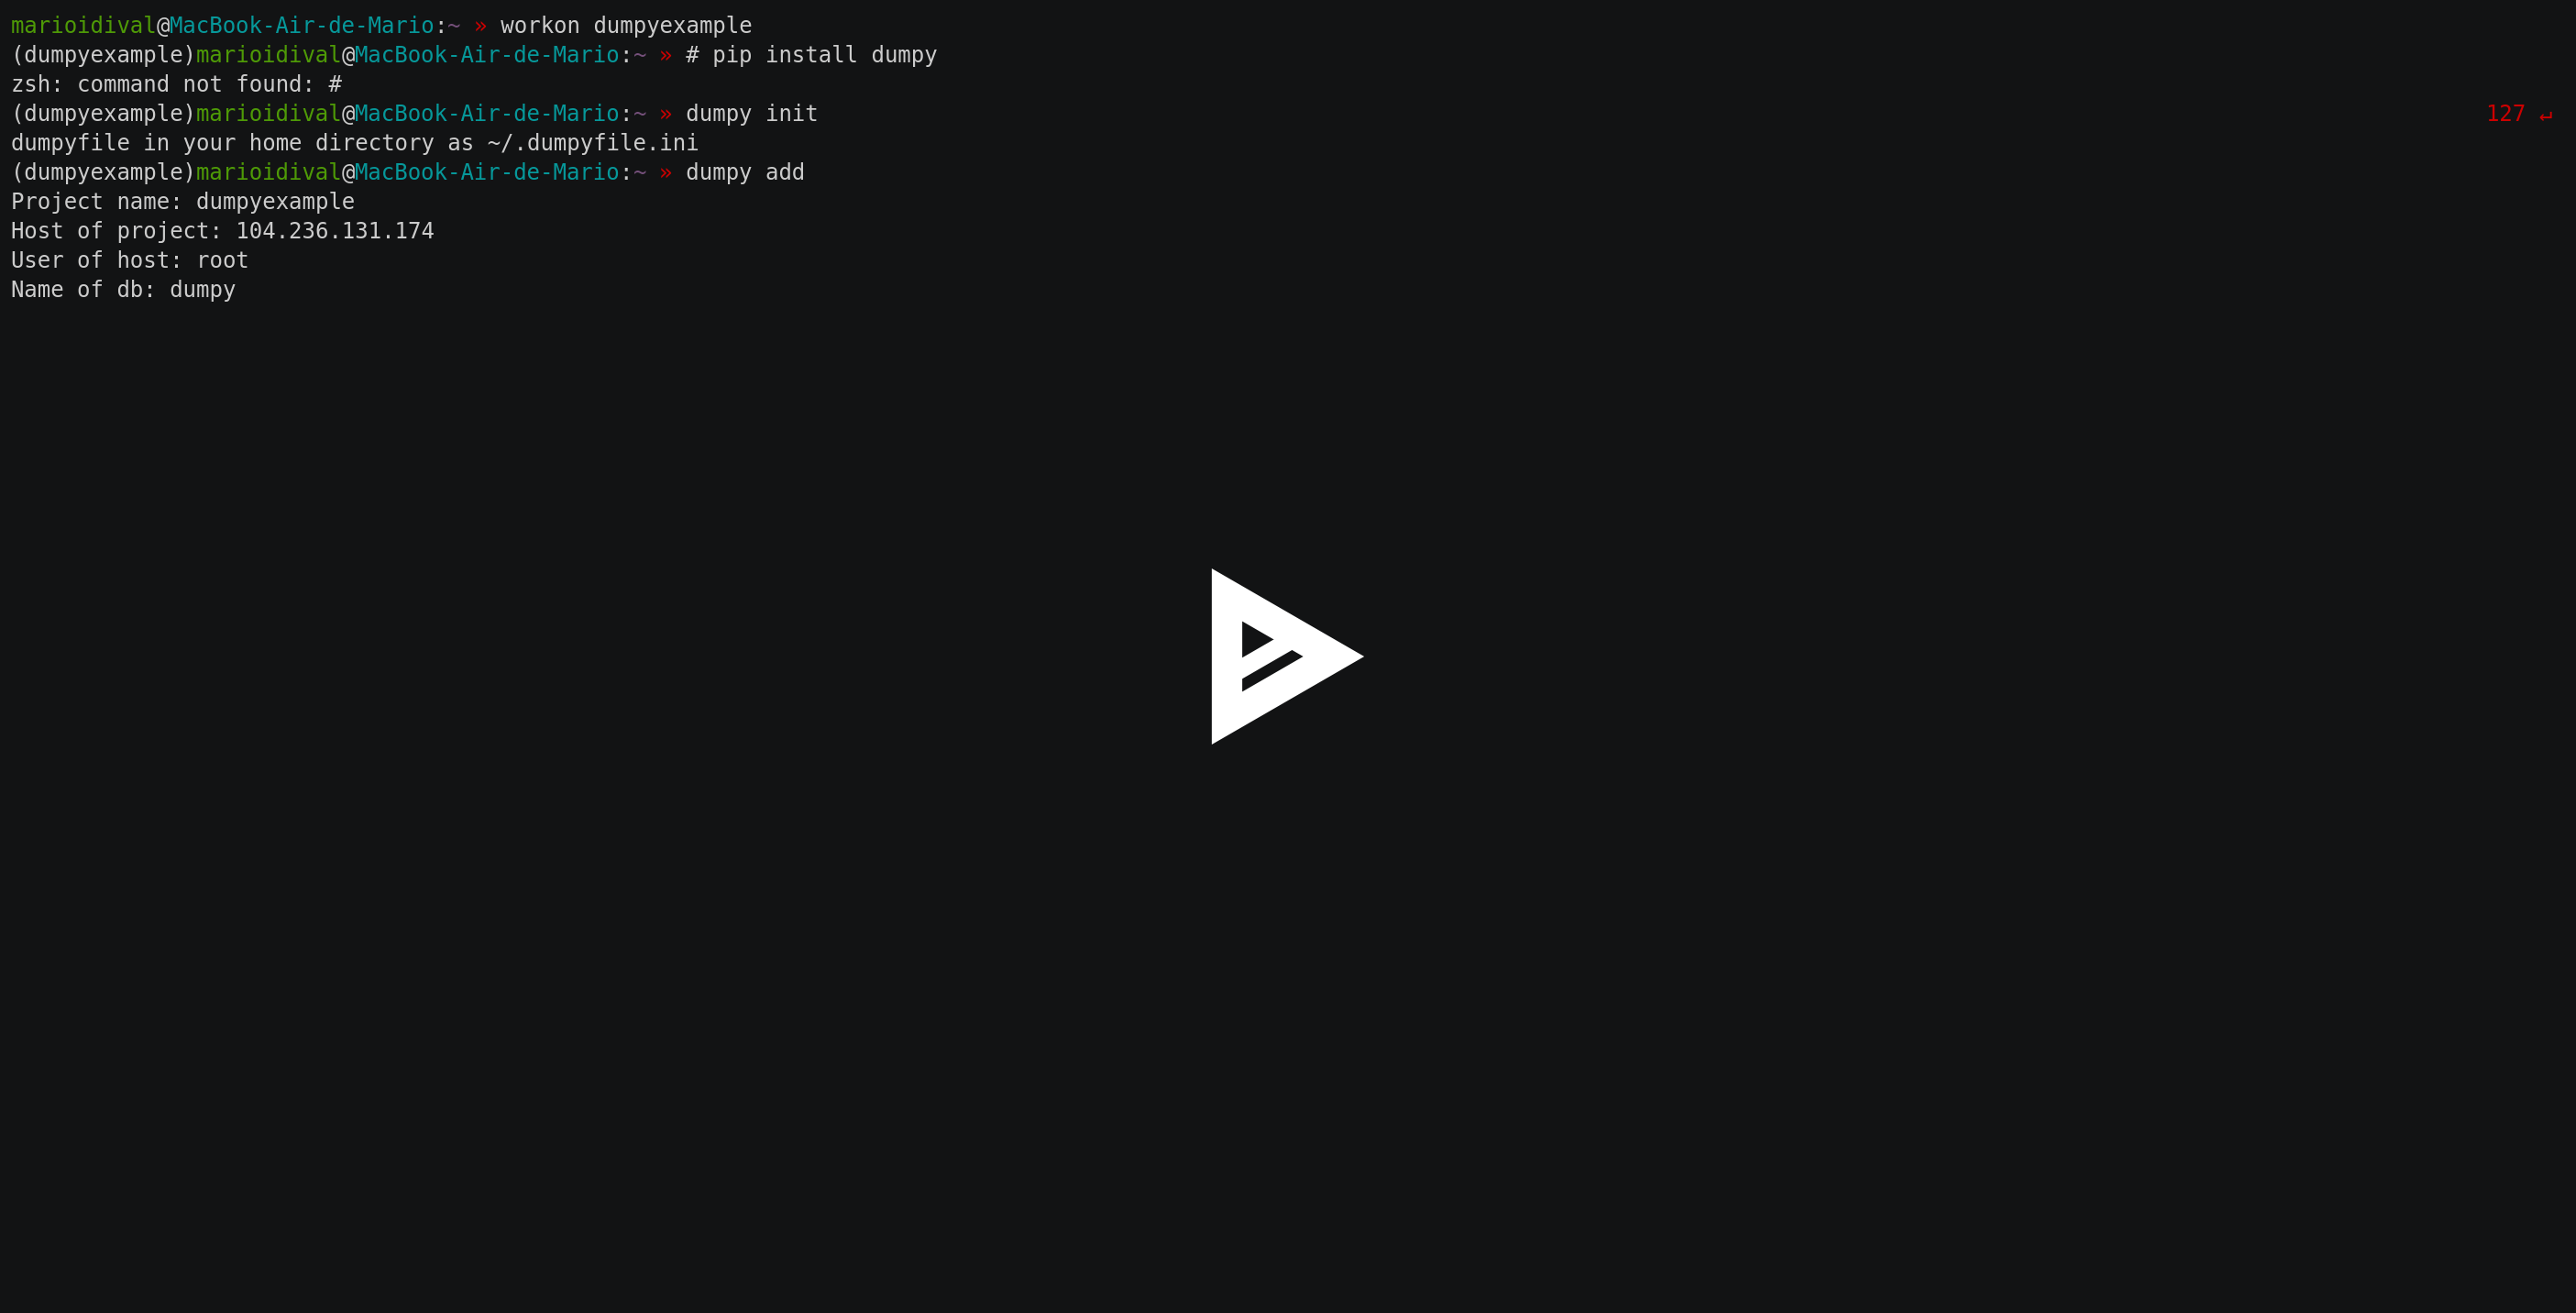 marioidival@MacBook-Air-de-Mario:~ » workon dumpyexample
(dumpyexample)marioidival@MacBook-Air-de-Mario:~ » # pip install dumpy
zsh: command not found: #
(dumpyexample)marioidival@MacBook-Air-de-Mario:~ » dumpy init 127 ↵
dumpyfile in your home directory as ~/.dumpyfile.ini
(dumpyexample)marioidival@MacBook-Air-de-Mario:~ » dumpy add
Project name: dumpyexample
Host of project: 104.236.131.174
User of host: root
Name of db: dumpy